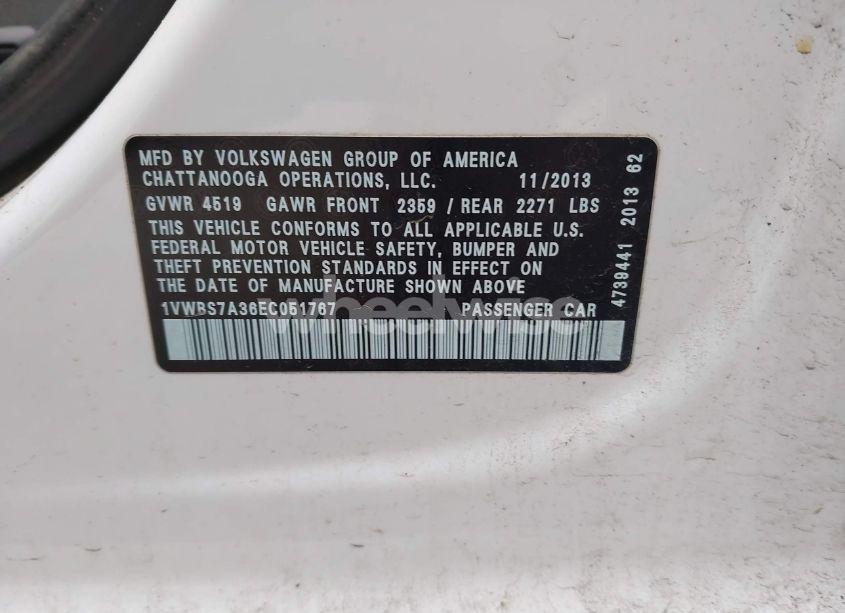 MFD BY VOLKSWAGEN GROUP OF AMERICA
CHATTANOOGA OPERATIONS, LLC. 11/2013
GVWR 4519 GAWR FRONT 2359 / REAR 2271 LBS
THIS VEHICLE CONFORMS TO ALL APPLICABLE U.S.
FEDERAL MOTOR VEHICLE SAFETY, BUMPER AND
THEFT PREVENTION STANDARDS IN EFFECT ON
THE DATE OF MANUFACTURE SHOWN ABOVE
1VWBS7A36EC051767 PASSENGER CAR
4739441 2013 62
wheelwise